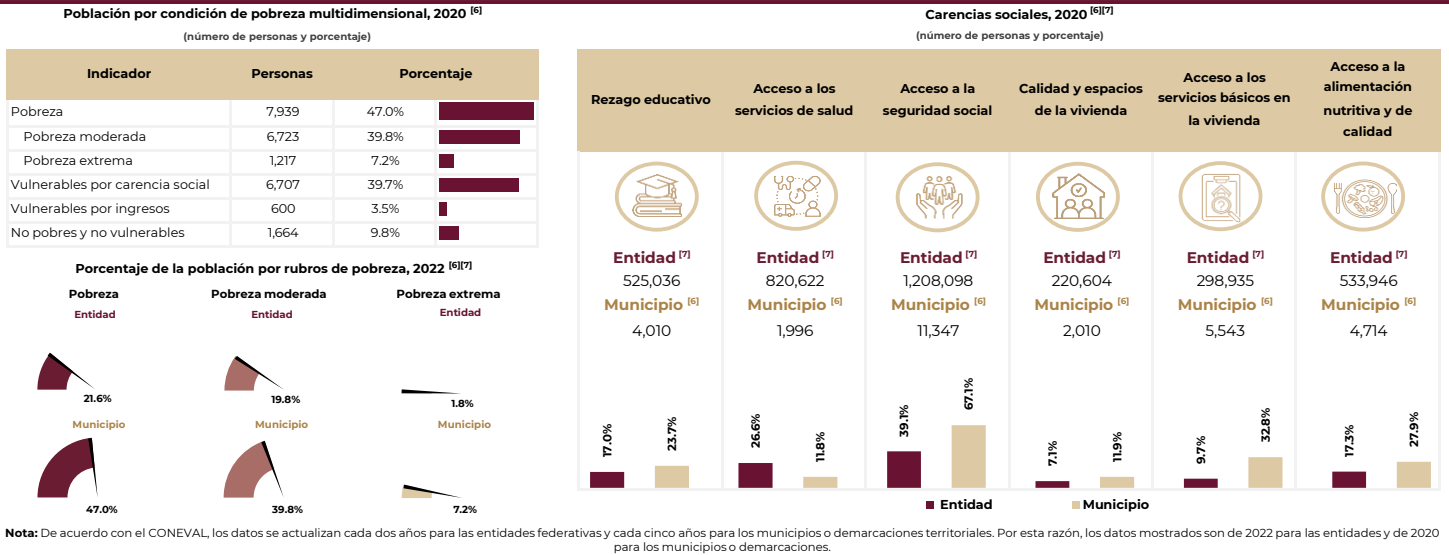 Población por condición de pobreza multidimensional, 2020 [6]
(número de personas y porcentaje)
Indicador Personas Porcentaje
Pobreza 7,939 47.0%
Pobreza moderada 6,723 39.8%
Pobreza extrema 1,217 7.2%
Vulnerables por carencia social 6,707 39.7%
Vulnerables por ingresos 600 3.5%
No pobres y no vulnerables 1,664 9.8%
Porcentaje de la población por rubros de pobreza, 2022 [6][7]
Pobreza Pobreza moderada Pobreza extrema
Entidad Entidad Entidad
21.6% 19.8% 1.8%
Municipio Municipio Municipio
47.0% 39.8% 7.2%
Carencias sociales, 2020 [6][7]
(número de personas y porcentaje)
Rezago educativo
Acceso a los
servicios de salud
Acceso a la
seguridad social
Calidad y espacios
de la vivienda
Acceso a los
servicios básicos en
la vivienda
Acceso a la
alimentación
nutritiva y de
calidad
Entidad [7] Entidad [7] Entidad [7] Entidad [7] Entidad [7] Entidad [7]
525,036 820,622 1,208,098 220,604 298,935 533,946
Municipio [6] Municipio [6] Municipio [6] Municipio [6] Municipio [6] Municipio [6]
4,010 1,996 11,347 2,010 5,543 4,714
17.0% 23.7% 26.6% 11.8% 39.1% 67.1% 7.1% 11.9% 9.7% 32.8% 17.3% 27.9%
Entidad Municipio
Nota: De acuerdo con el CONEVAL, los datos se actualizan cada dos años para las entidades federativas y cada cinco años para los municipios o demarcaciones territoriales. Por esta razón, los datos mostrados son de 2022 para las entidades y de 2020
para los municipios o demarcaciones.